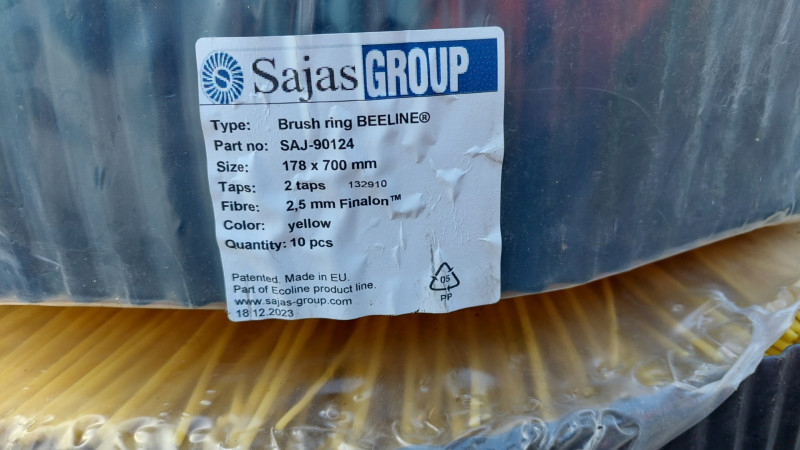 Sajas GROUP
Type: Brush ring BEELINE®
Part no: SAJ-90124
Size: 178 x 700 mm
Taps: 2 taps 132910
Fibre: 2,5 mm Finalon™
Color: yellow
Quantity: 10 pcs
Patented. Made in EU.
Part of Ecoline product line.
www.sajas-group.com
18.12.2023
05
PP